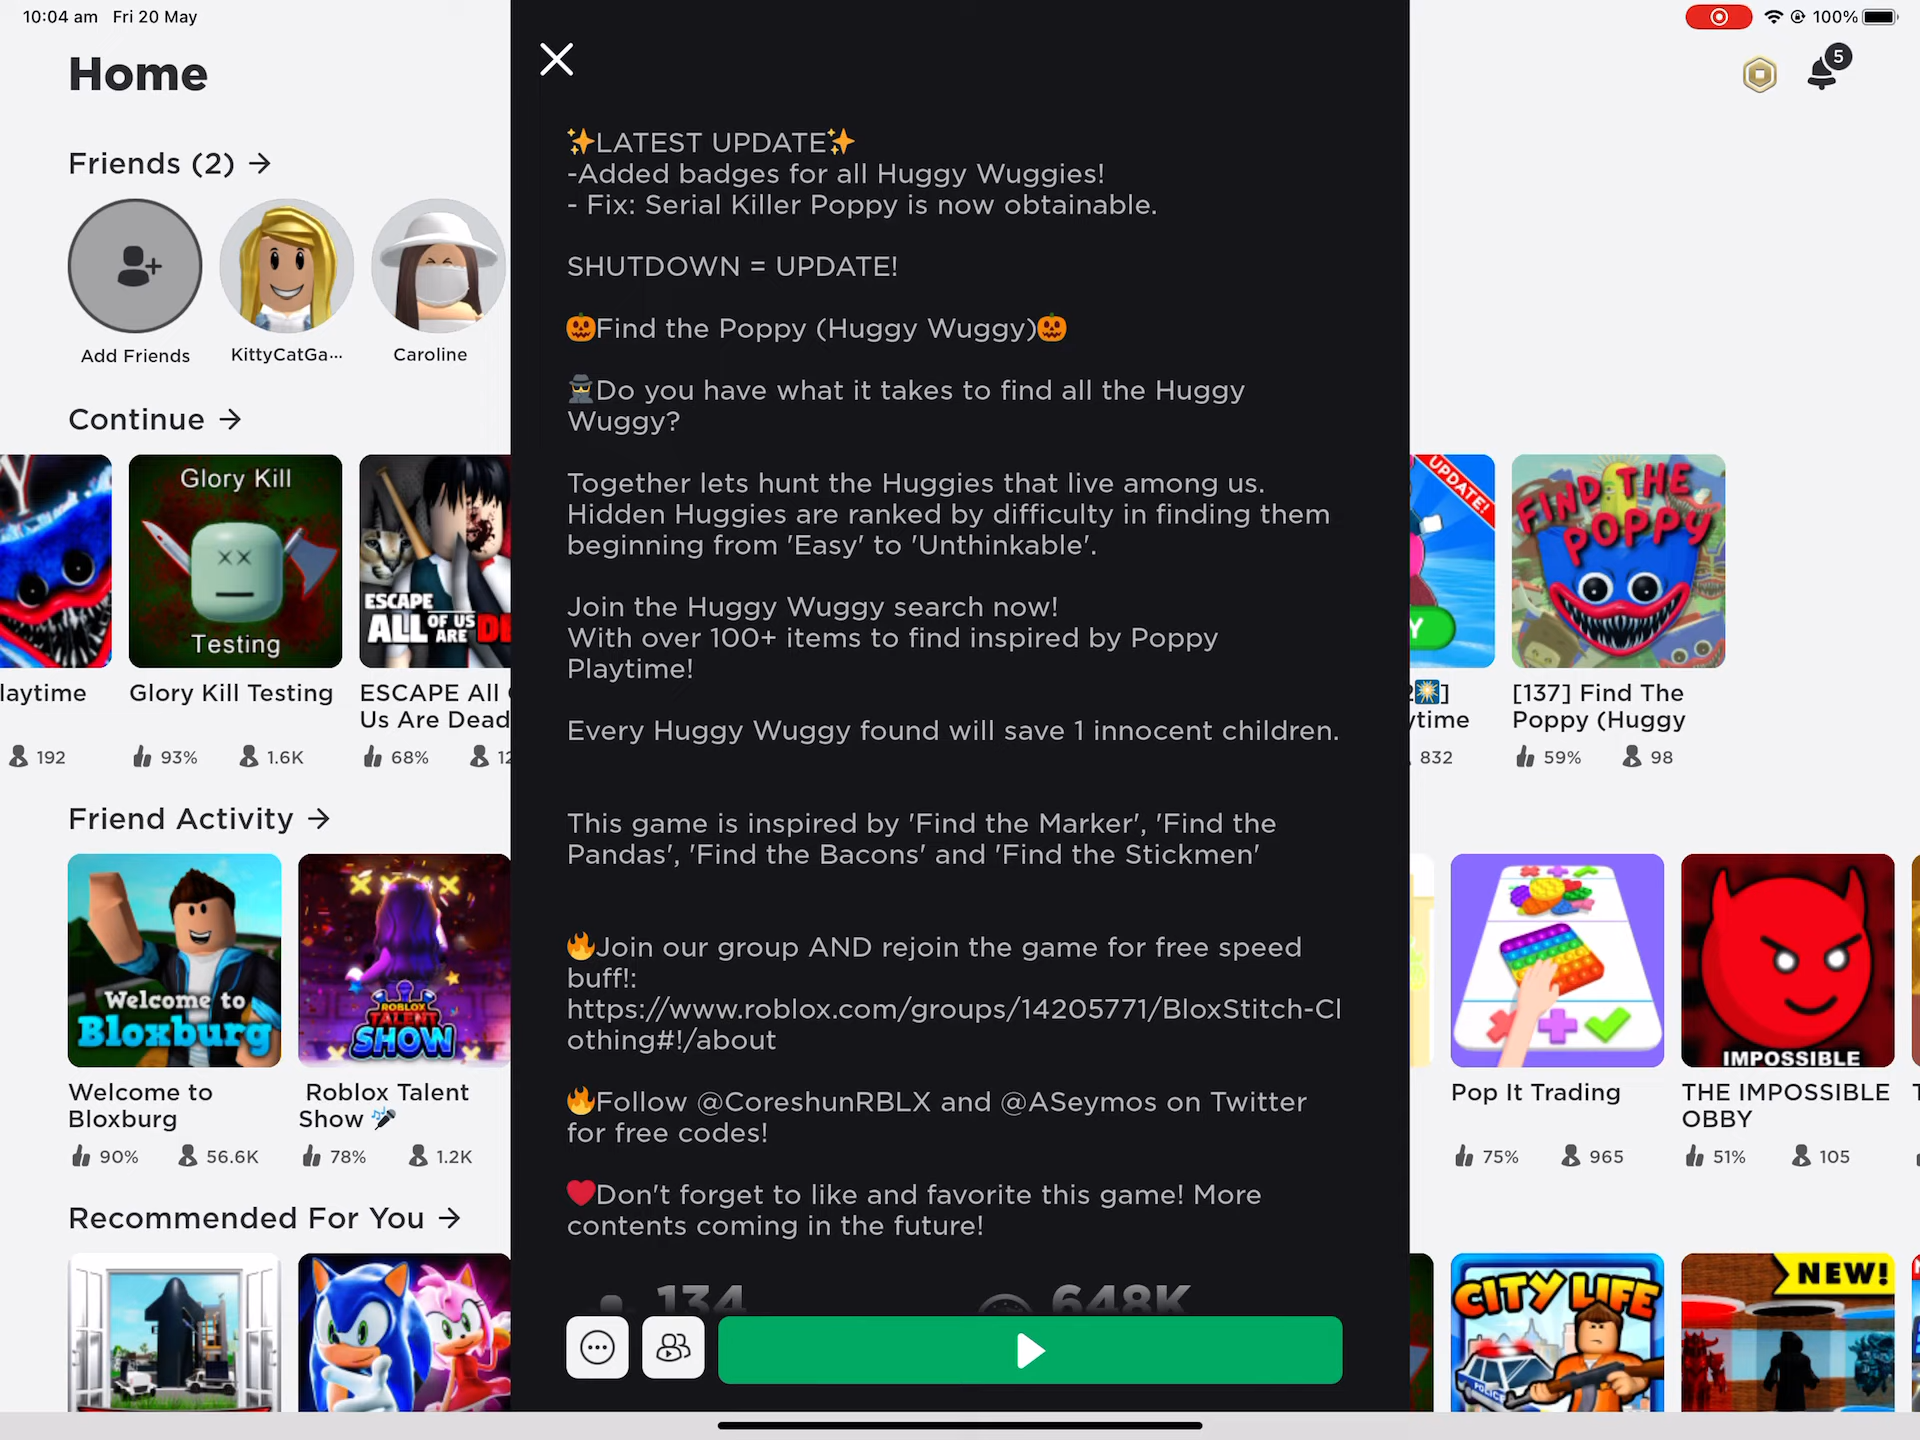 10:04 am Fri 20 May
100%
Home
5
Friends (2)
Add Friends
KittyCatGa...
Caroline
Continue
Glory Kill
Testing
ESCAPE
ALL OF US ARE
laytime
Glory Kill Testing
ESCAPE All
Us Are Dead
192
93%
1.6K
68%
12
Friend Activity
Welcome to
Bloxburg
ROBLOX
TALENT
SHOW
Welcome to
Bloxburg
Roblox Talent
Show
90%
56.6K
78%
1.2K
Recommended For You
✨LATEST UPDATE✨
-Added badges for all Huggy Wuggies!
- Fix: Serial Killer Poppy is now obtainable.
SHUTDOWN = UPDATE!
🎃Find the Poppy (Huggy Wuggy)🎃
🕵Do you have what it takes to find all the Huggy
Wuggy?
Together lets hunt the Huggies that live among us.
Hidden Huggies are ranked by difficulty in finding them
beginning from 'Easy' to 'Unthinkable'.
Join the Huggy Wuggy search now!
With over 100+ items to find inspired by Poppy
Playtime!
Every Huggy Wuggy found will save 1 innocent children.
This game is inspired by 'Find the Marker', 'Find the
Pandas', 'Find the Bacons' and 'Find the Stickmen'
🔥Join our group AND rejoin the game for free speed
buff!:
https://www.roblox.com/groups/14205771/BloxStitch-Cl
othing#!/about
🔥Follow @CoreshunRBLX and @ASeymos on Twitter
for free codes!
❤Don't forget to like and favorite this game! More
contents coming in the future!
134
648K
UPDATE!
FIND THE
POPPY
ytime
[137] Find The
Poppy (Huggy
832
59%
98
IMPOSSIBLE
Pop It Trading
THE IMPOSSIBLE
OBBY
75%
965
51%
105
CITY LIFE
POLICE
NEW!